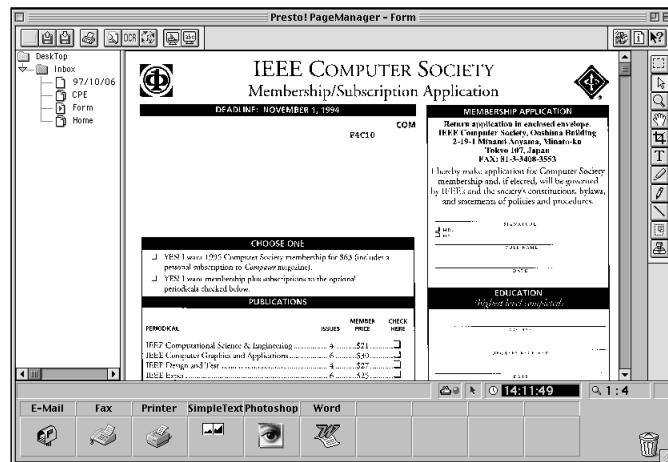 Presto! PageManager - Form
OCR
DeskTop
Inbox
97/10/06
CPE
Form
Home
IEEE COMPUTER SOCIETY
Membership/Subscription Application
DEADLINE: NOVEMBER 1, 1994
COM
F4C10
CHOOSE ONE
YES! I want 1995 Computer Society membership for $63 (includes a
personal subscription to Computer magazine).
YES! I want membership plus subscriptions to the optional
periodicals checked below.
PUBLICATIONS
PERIODICAL ISSUES MEMBER PRICE CHECK HERE
IEEE Computational Science & Engineering 4 $21
IEEE Computer Graphics and Applications 6 $30
IEEE Design and Test 4 $27
IEEE Expert 6 $25
MEMBERSHIP APPLICATION
Return application in enclosed envelope.
IEEE Computer Society, Ooshima Building
2-19-1 Minami Aoyama, Minato-ku
Tokyo 107, Japan
FAX: 81-3-3408-3553
I hereby make application for Computer Society
membership and, if elected, will be governed
by IEEE's and the society's constitutions, bylaws,
and statements of policies and procedures.
SIGNATURE
FULL NAME
DATE
EDUCATION
(highest level completed)
DATE
14:11:49
1 : 4
E-Mail Fax Printer SimpleText Photoshop Word